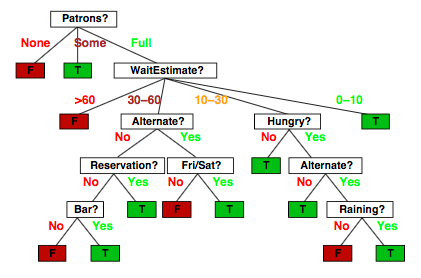 Patrons?
None Some Full
F T WaitEstimate?
>60 30–60 10–30 0–10
F Alternate? Hungry? T
No Yes No Yes
Reservation? Fri/Sat? T Alternate?
No Yes No Yes No Yes
Bar? T F T T Raining?
No Yes No Yes
F T F T